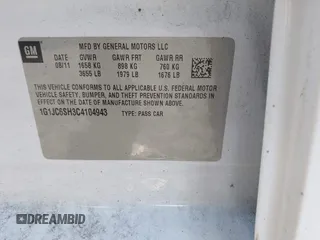 GM
MFD BY GENERAL MOTORS LLC
DATE GVWR GAWR FRT GAWR RR
08/11 1658 KG 898 KG 760 KG
3655 LB 1979 LB 1676 LB
THIS VEHICLE CONFORMS TO ALL APPLICABLE U.S. FEDERAL MOTOR
VEHICLE SAFETY, BUMPER, AND THEFT PREVENTION STANDARDS
IN EFFECT ON THE DATE OF MANUFACTURE SHOWN ABOVE.
1G1JC6SH3C4104943 TYPE: PASS CAR
DREAMBID